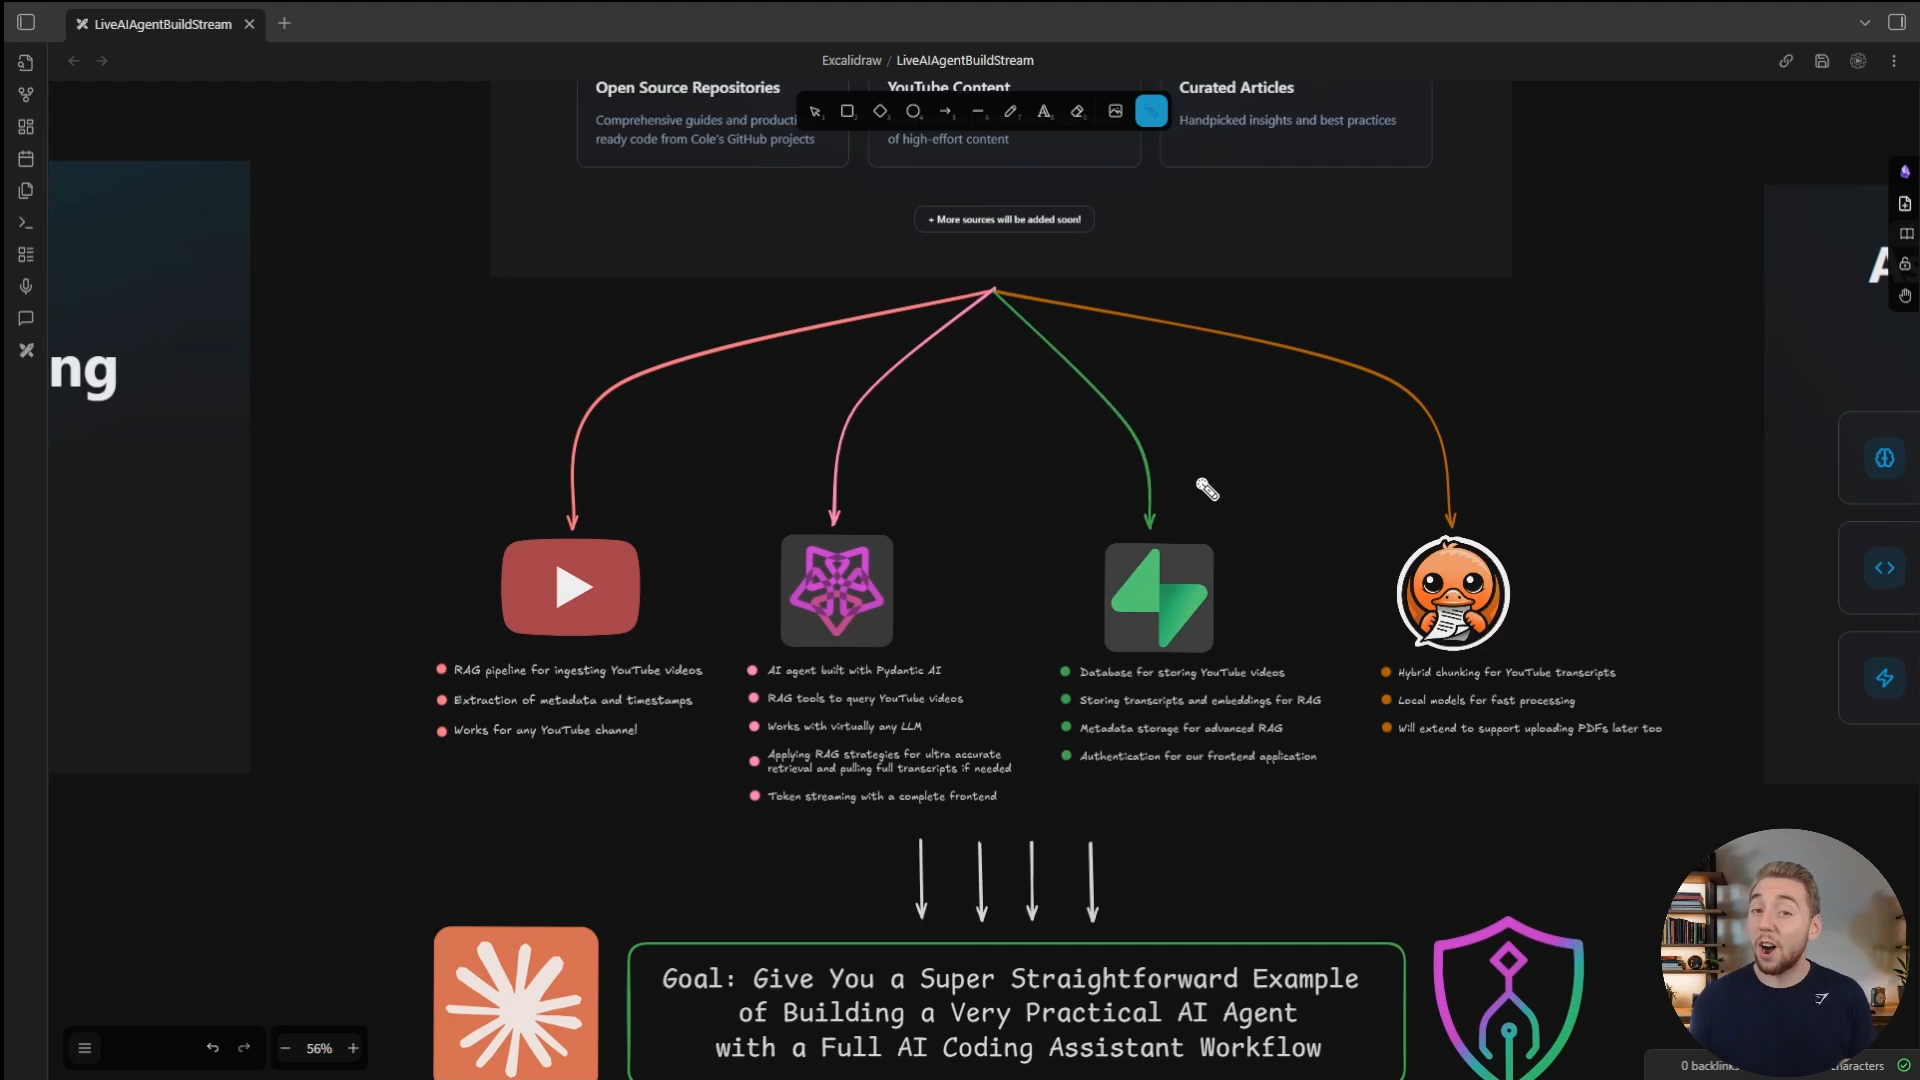 LiveAIAgentBuildStream
Excalidraw / LiveAIAgentBuildStream
Open Source Repositories
Comprehensive guides and producti
ready code from Cole's GitHub projects
YouTube Content
of high-effort content
Curated Articles
Handpicked insights and best practices
+ More sources will be added soon!
ng
A
RAG pipeline for ingesting YouTube videos
Extraction of metadata and timestamps
Works for any YouTube channel
AI agent built with Pydantic AI
RAG tools to query YouTube videos
Works with virtually any LLM
Applying RAG strategies for ultra accurate
retrieval and pulling full transcripts if needed
Token streaming with a complete frontend
Database for storing YouTube videos
Storing transcripts and embeddings for RAG
Metadata storage for advanced RAG
Authentication for our frontend application
Hybrid chunking for YouTube transcripts
Local models for fast processing
Will extend to support uploading PDFs later too
Goal: Give You a Super Straightforward Example
of Building a Very Practical AI Agent
with a Full AI Coding Assistant Workflow
56%
0 backlink
haracters